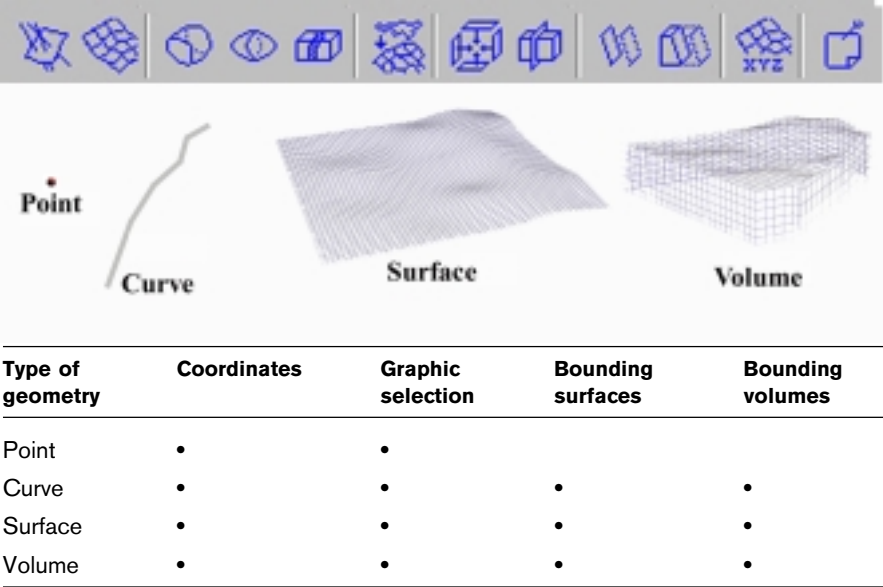 XYZ
Point
Curve
Surface
Volume
Type of geometry Coordinates Graphic selection Bounding surfaces Bounding volumes
Point • •
Curve • • • •
Surface • • • •
Volume • • • •